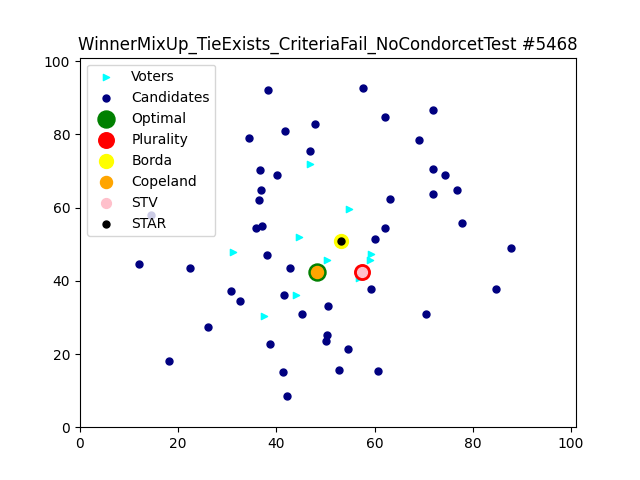 WinnerMixUp_TieExists_CriteriaFail_NoCondorcetTest #5468
100
80
60
40
20
0
0 20 40 60 80 100
Voters
Candidates
Optimal
Plurality
Borda
Copeland
STV
STAR